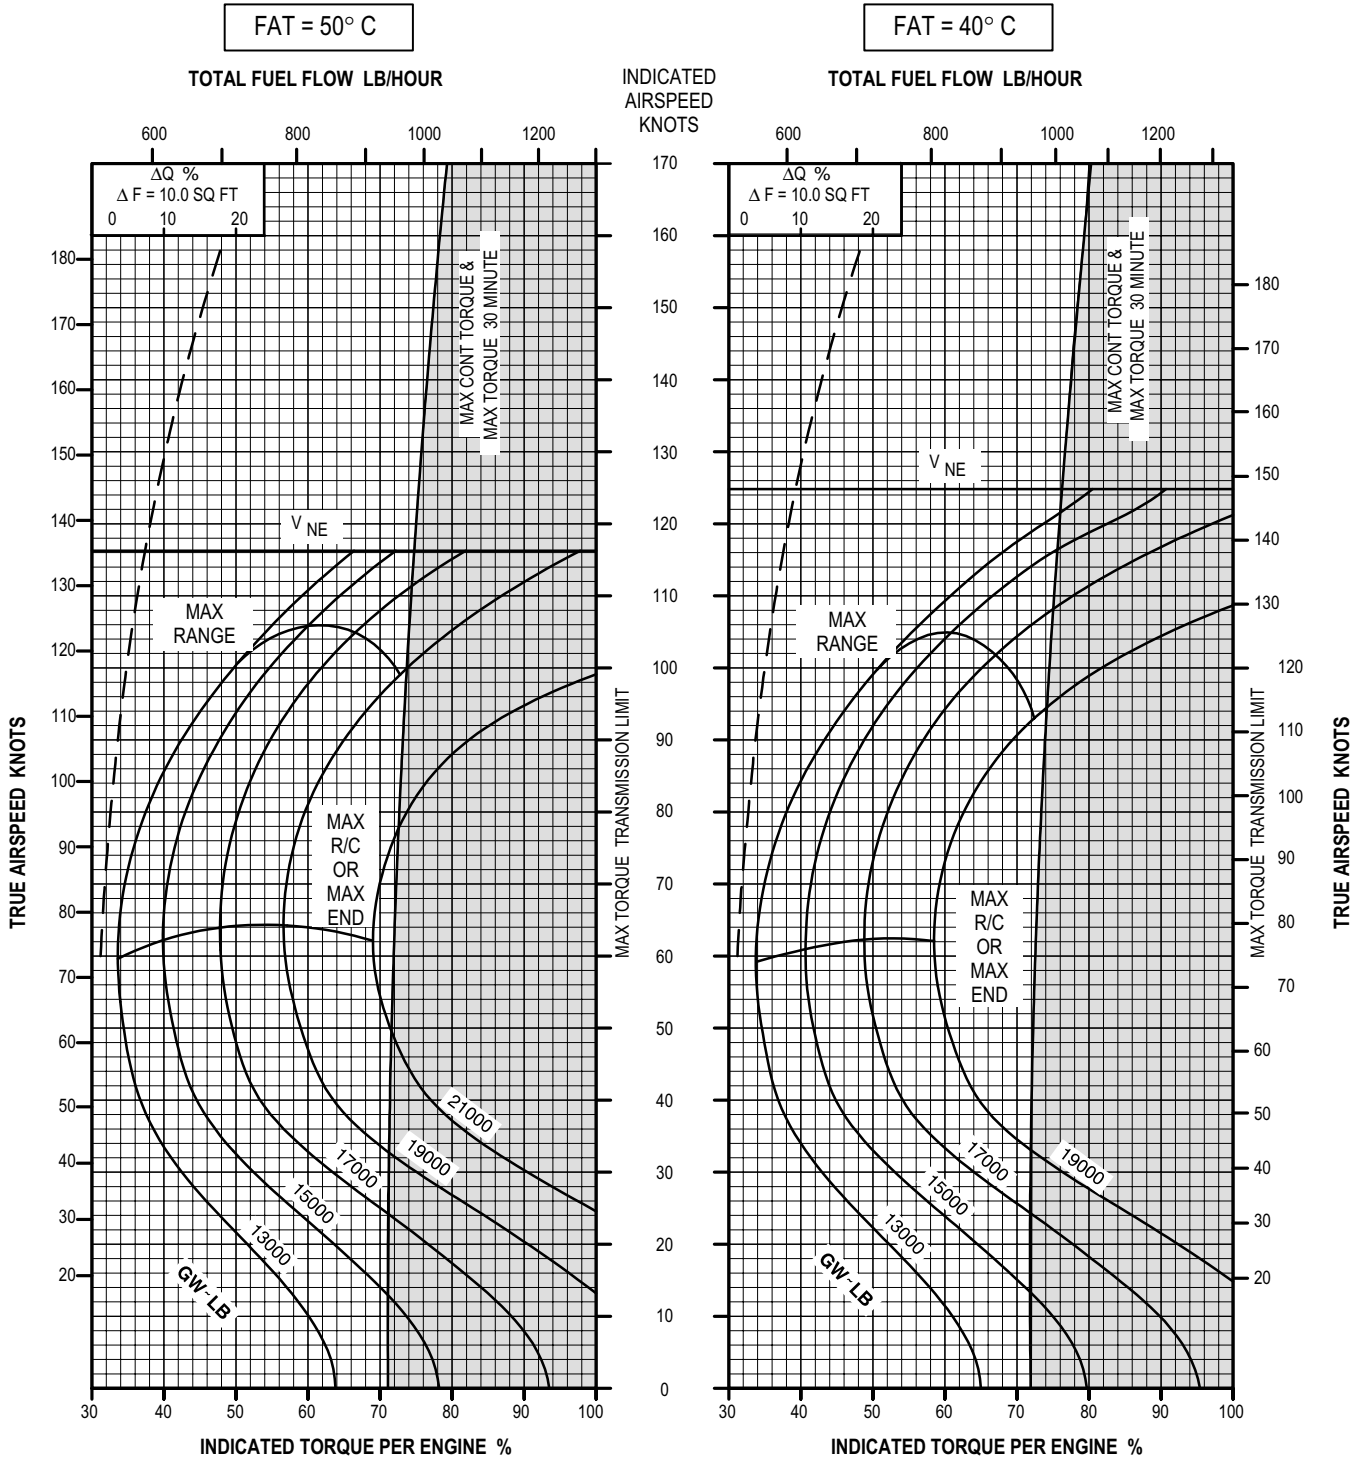 FAT = 50° C
FAT = 40° C
TOTAL FUEL FLOW LB/HOUR
INDICATED
AIRSPEED
KNOTS
TOTAL FUEL FLOW LB/HOUR
600 800 1000 1200
600 800 1000 1200
ΔQ %
Δ F = 10.0 SQ FT
0 10 20
ΔQ %
Δ F = 10.0 SQ FT
0 10 20
TRUE AIRSPEED KNOTS
180
170
160
150
140
130
120
110
100
90
80
70
60
50
40
30
20
MAX CONT TORQUE &
MAX TORQUE 30 MINUTE
V NE
MAX
RANGE
MAX
R/C
OR
MAX
END
21000
19000
17000
15000
13000
GW~LB
MAX TORQUE TRANSMISSION LIMIT
170
160
150
140
130
120
110
100
90
80
70
60
50
40
30
20
10
0
MAX CONT TORQUE &
MAX TORQUE 30 MINUTE
V NE
MAX
RANGE
MAX
R/C
OR
MAX
END
19000
17000
15000
13000
GW~LB
MAX TORQUE TRANSMISSION LIMIT
180
170
160
150
140
130
120
110
100
90
80
70
60
50
40
30
20
TRUE AIRSPEED KNOTS
30 40 50 60 70 80 90 100
30 40 50 60 70 80 90 100
INDICATED TORQUE PER ENGINE %
INDICATED TORQUE PER ENGINE %